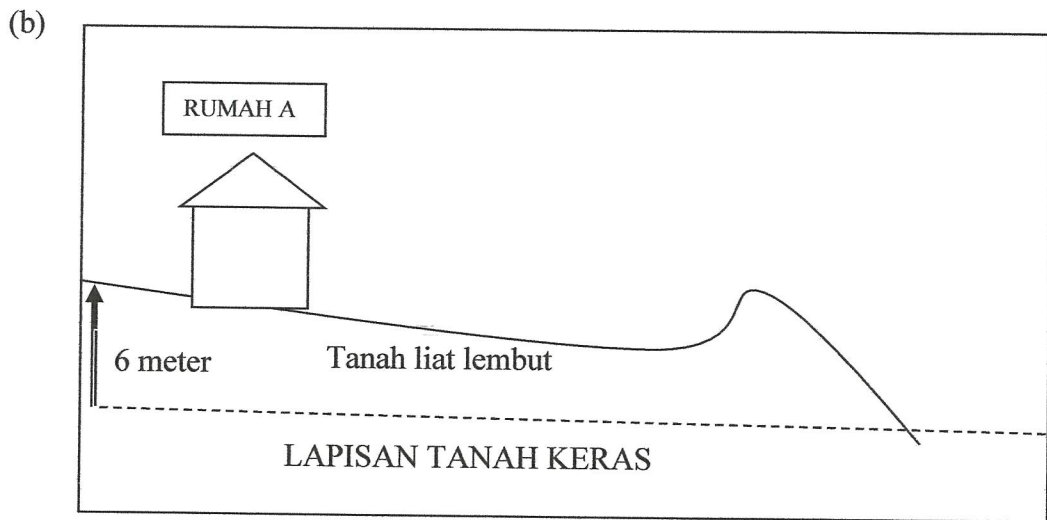 (b)
RUMAH A
6 meter
Tanah liat lembut
LAPISAN TANAH KERAS